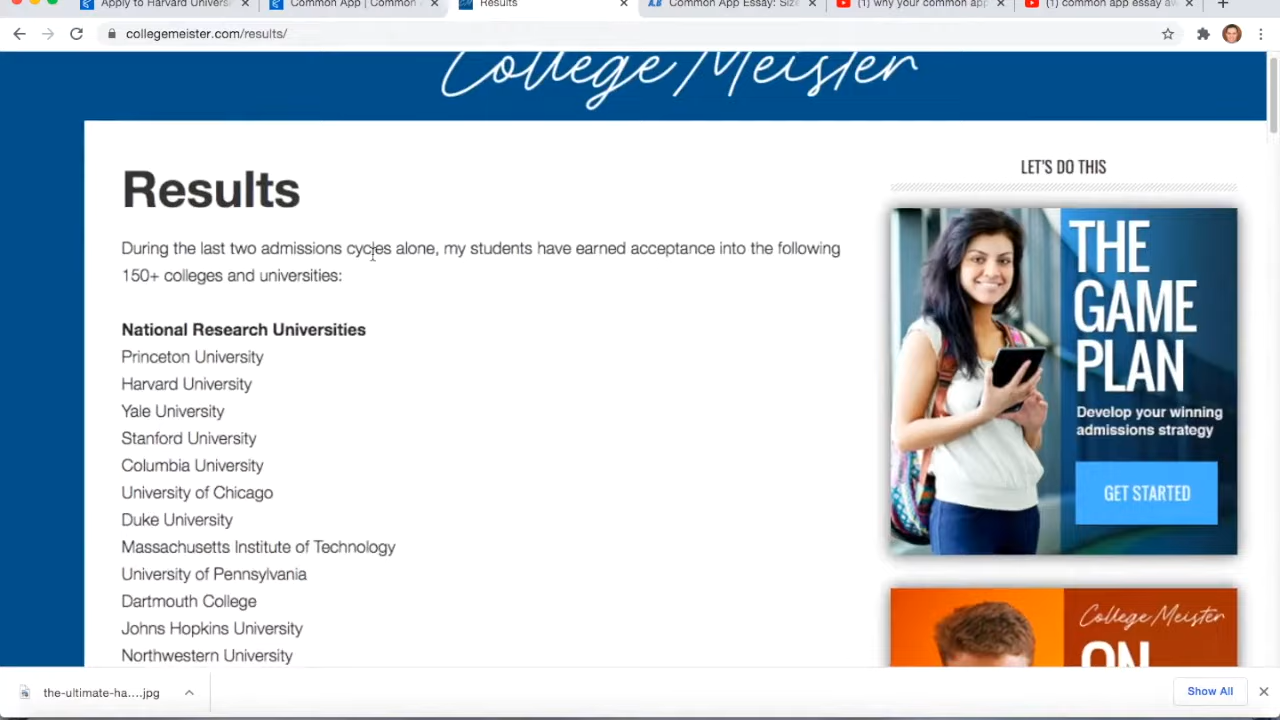 Apply to Harvard Univers
Common App | Common
Results
Common App Essay: Size
(1) why your common app
(1) common app essay aw
collegemeister.com/results/
College Meister
Results
During the last two admissions cycles alone, my students have earned acceptance into the following
150+ colleges and universities:
National Research Universities
Princeton University
Harvard University
Yale University
Stanford University
Columbia University
University of Chicago
Duke University
Massachusetts Institute of Technology
University of Pennsylvania
Dartmouth College
Johns Hopkins University
Northwestern University
LET'S DO THIS
THE
GAME
PLAN
Develop your winning
admissions strategy
GET STARTED
College Meister
ON
the-ultimate-ha....jpg
Show All